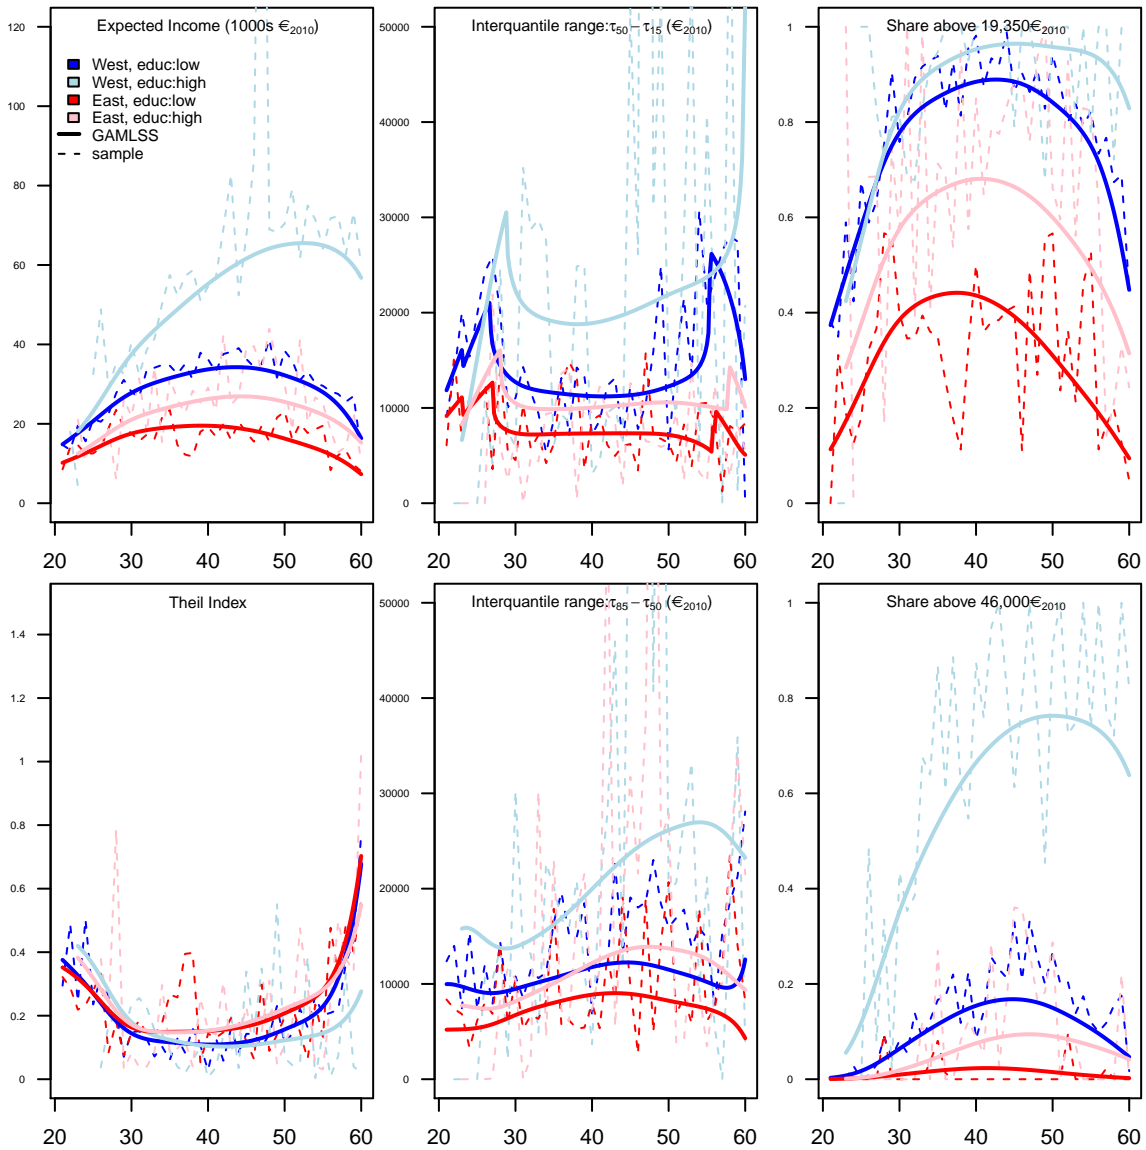 Expected Income (1000s €2010)
West, educ:low
West, educ:high
East, educ:low
East, educ:high
GAMLSS
sample
120
100
80
60
40
20
0
20 30 40 50 60
Interquantile range:τ50−τ15 (€2010)
50000
40000
30000
20000
10000
0
20 30 40 50 60
Share above 19,350€2010
1
0.8
0.6
0.4
0.2
0
20 30 40 50 60
Theil Index
1.4
1.2
1
0.8
0.6
0.4
0.2
0
20 30 40 50 60
Interquantile range:τ85−τ50 (€2010)
50000
40000
30000
20000
10000
0
20 30 40 50 60
Share above 46,000€2010
1
0.8
0.6
0.4
0.2
0
20 30 40 50 60